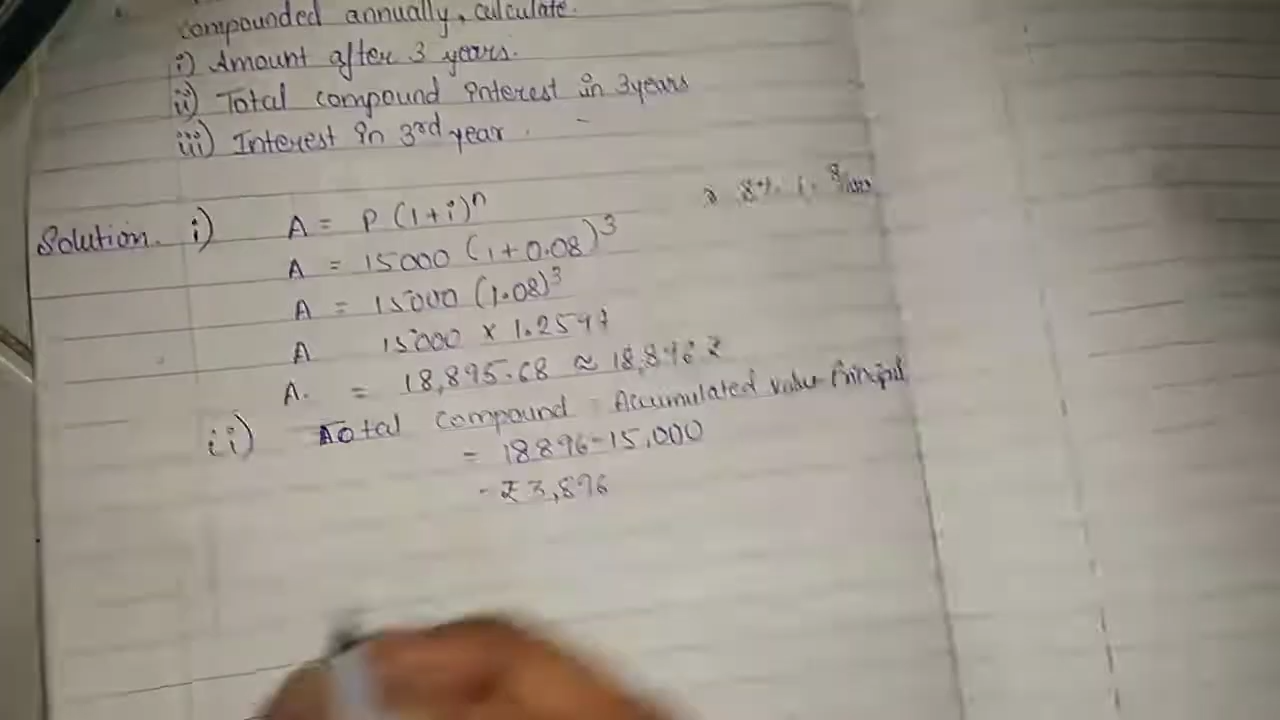 compounded annually, calculate.
i) Amount after 3 years.
ii) Total compound interest in 3years
iii) Interest in 3rd year.
8%
Solution. i) A = P (1+i)^n
A = 15000 (1+0.08)^3
A = 15000 (1.08)^3
A 15000 x 1.2597
A. = 18,895.68 ≈ 18,896 ₹
ii) Total compound = Accumulated value-Principal
= 18896-15,000
- ₹3,896